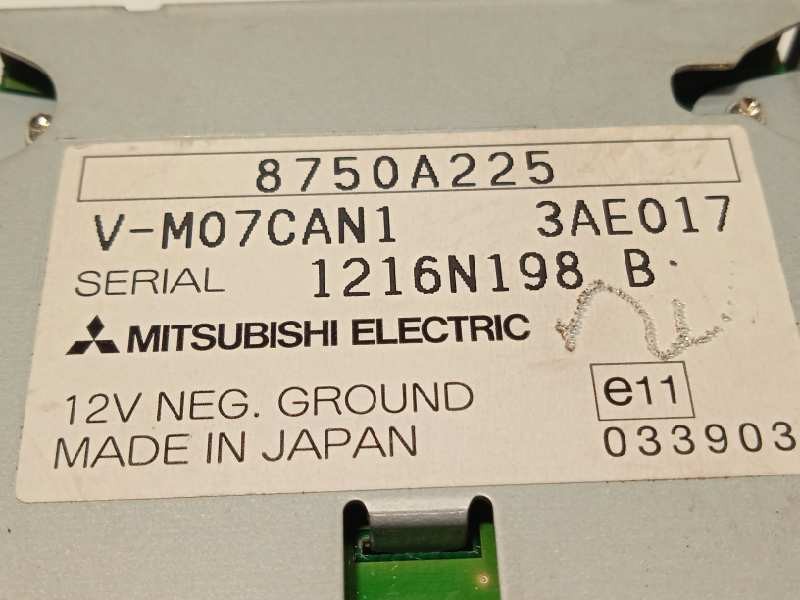 8750A225
V-M07CAN1 3AE017
SERIAL 1216N198 B
MITSUBISHI ELECTRIC
12V NEG. GROUND e11
MADE IN JAPAN 033903